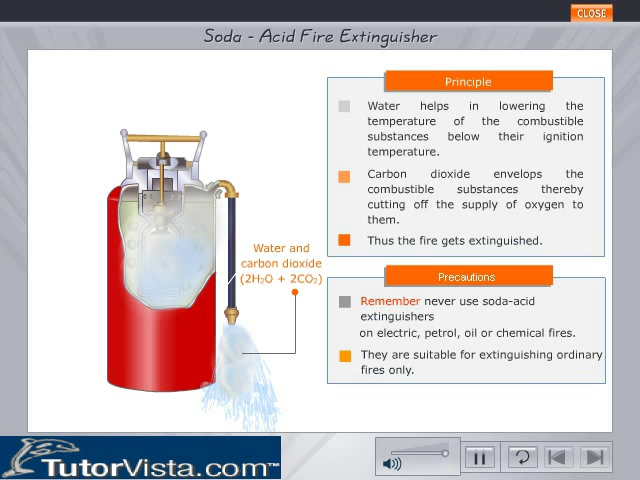 CLOSE
Soda - Acid Fire Extinguisher
Principle
Water helps in lowering the
temperature of the combustible
substances below their ignition
temperature.
Carbon dioxide envelops the
combustible substances thereby
cutting off the supply of oxygen to
them.
Thus the fire gets extinguished.
Water and
carbon dioxide
(2H₂O + 2CO₂)
Precautions
Remember never use soda-acid
extinguishers
on electric, petrol, oil or chemical fires.
They are suitable for extinguishing ordinary
fires only.
TutorVista.com™